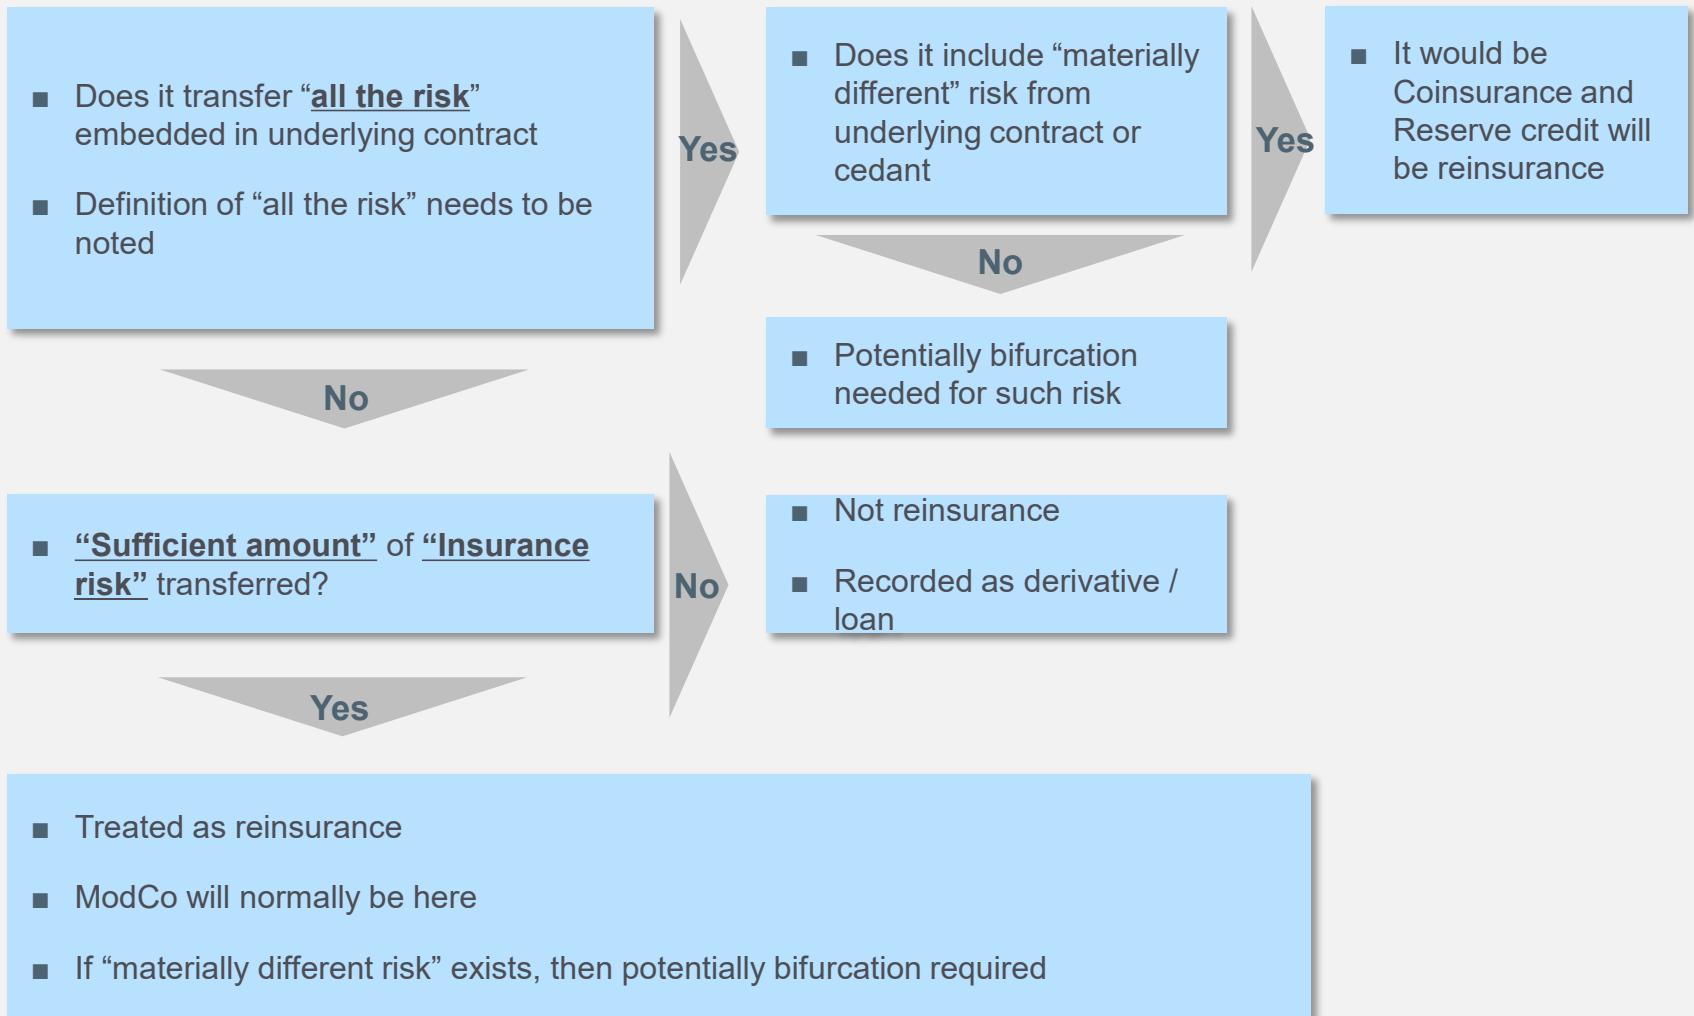 ■ Does it transfer “all the risk”
embedded in underlying contract
■ Definition of “all the risk” needs to be
noted
Yes
■ Does it include “materially
different” risk from
underlying contract or
cedant
Yes
■ It would be
Coinsurance and
Reserve credit will
be reinsurance
No
■ Potentially bifurcation
needed for such risk
No
■ “Sufficient amount” of “Insurance
risk” transferred?
No
■ Not reinsurance
■ Recorded as derivative /
loan
Yes
■ Treated as reinsurance
■ ModCo will normally be here
■ If “materially different risk” exists, then potentially bifurcation required